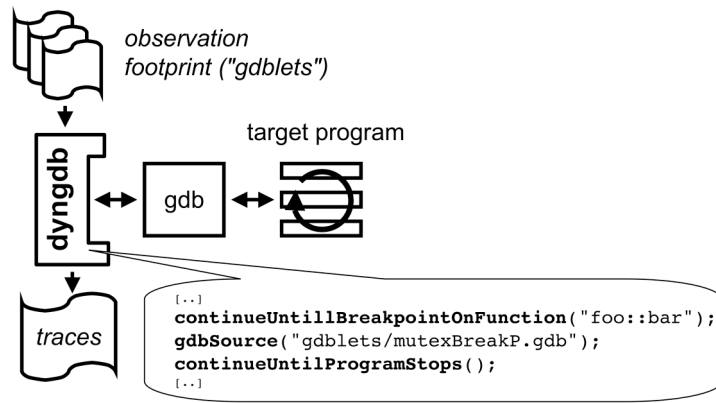 observation
footprint ("gdblets")
target program
dyngdb
gdb
traces
[..]
continueUntillBreakpointOnFunction("foo::bar");
gdbSource("gdblets/mutexBreakP.gdb");
continueUntilProgramStops();
[..]